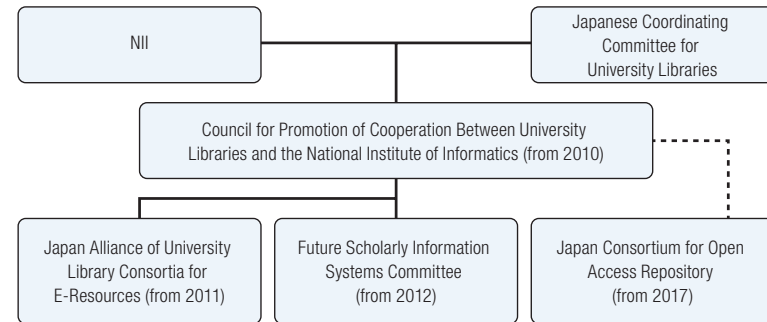 NII
Japanese Coordinating
Committee for
University Libraries
Council for Promotion of Cooperation Between University
Libraries and the National Institute of Informatics (from 2010)
Japan Alliance of University
Library Consortia for
E-Resources (from 2011)
Future Scholarly Information
Systems Committee
(from 2012)
Japan Consortium for Open
Access Repository
(from 2017)